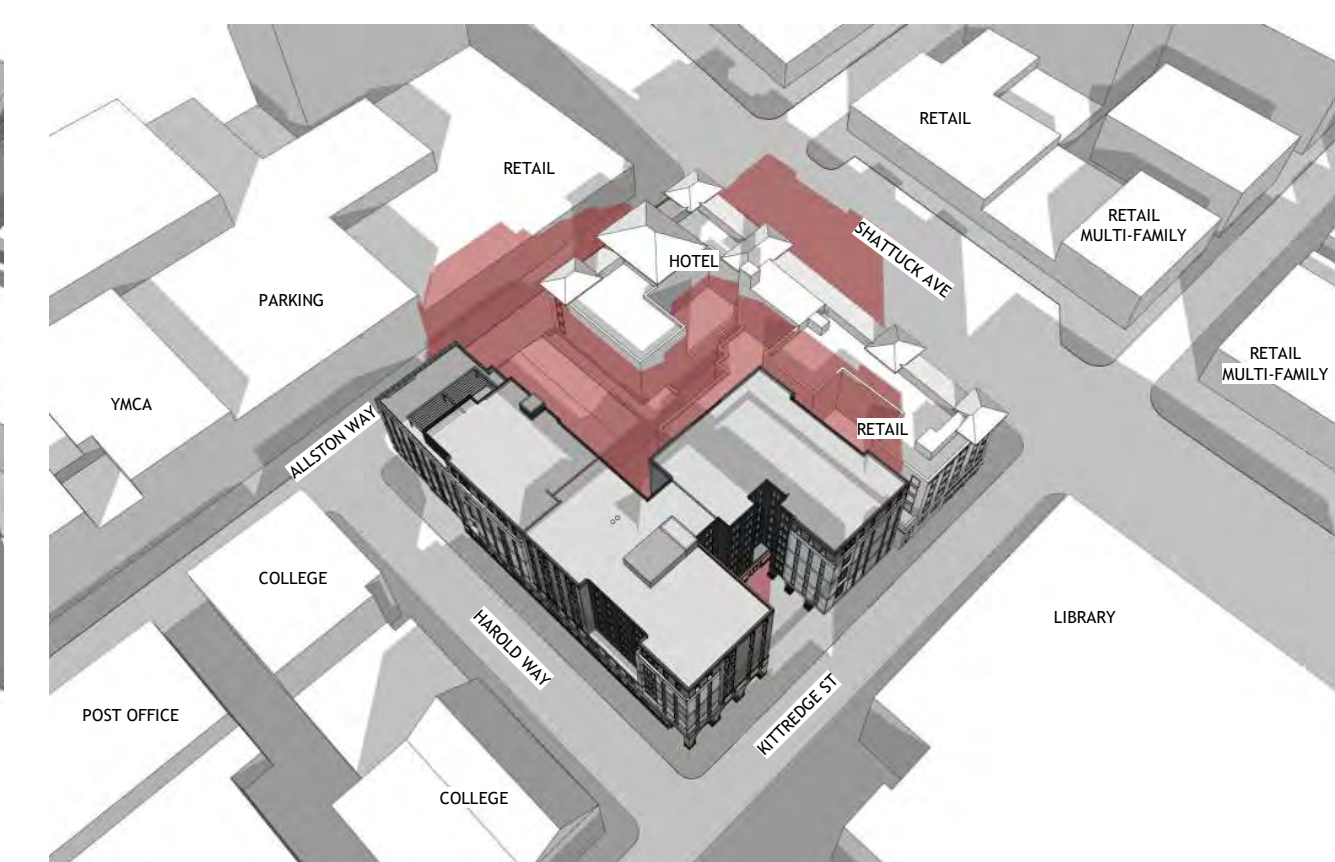 RETAIL
RETAIL
RETAIL
MULTI-FAMILY
SHATTUCK AVE
HOTEL
PARKING
RETAIL
MULTI-FAMILY
YMCA
ALLSTON WAY
RETAIL
COLLEGE
LIBRARY
HAROLD WAY
POST OFFICE
KITTREDGE ST
COLLEGE